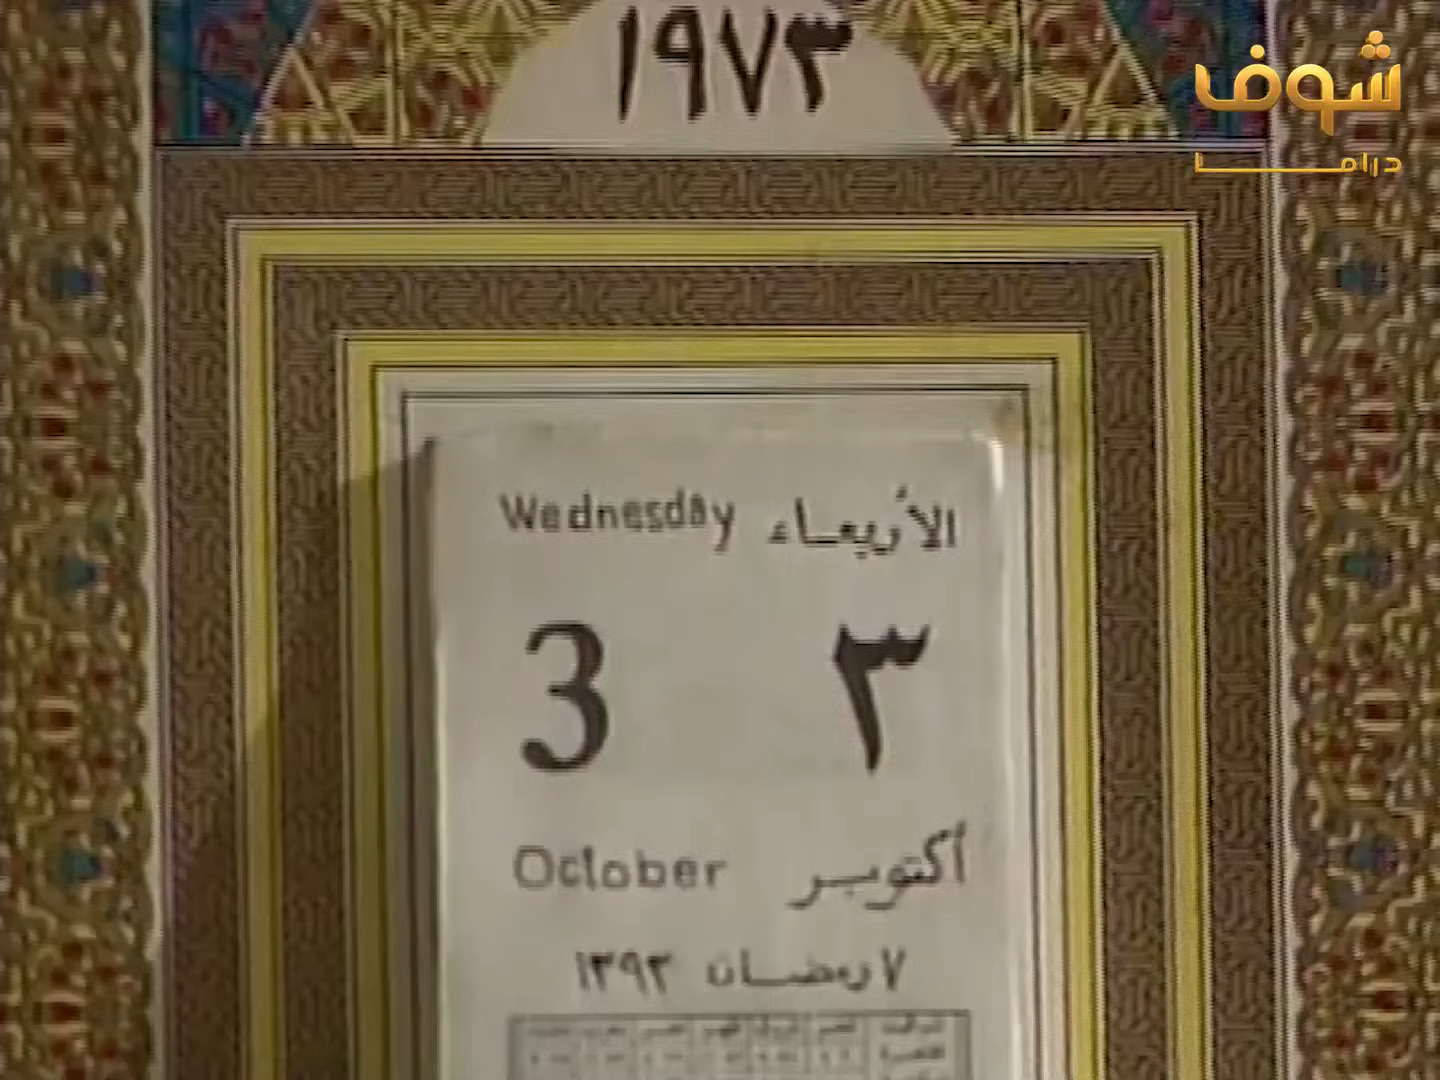 ١٩٧٣
شوف
دراما
Wednesday الأربعاء
3 ٣
October أكتوبر
٧ رمضان ١٣٩٣